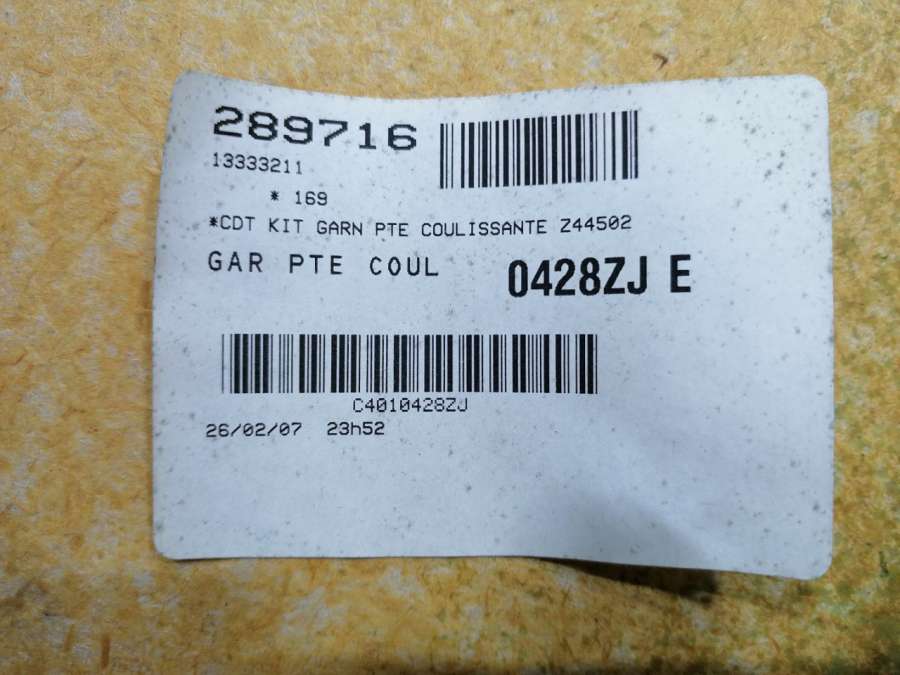 289716
13333211
* 169
*CDT KIT GARN PTE COULISSANTE Z44502
GAR PTE COUL 0428ZJ E
C4010428ZJ
26/02/07 23h52